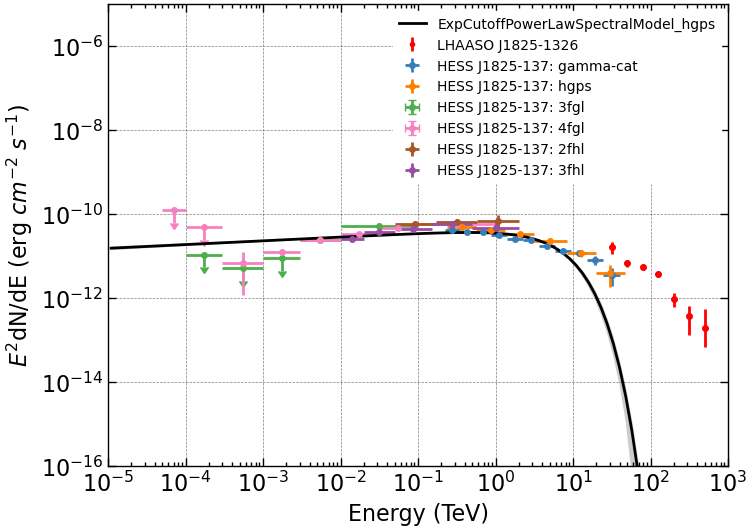 ExpCutoffPowerLawSpectralModel_hgps
LHAASO J1825-1326
HESS J1825-137: gamma-cat
HESS J1825-137: hgps
HESS J1825-137: 3fgl
HESS J1825-137: 4fgl
HESS J1825-137: 2fhl
HESS J1825-137: 3fhl
E²dN/dE (erg cm⁻² s⁻¹)
10⁻⁶
10⁻⁸
10⁻¹⁰
10⁻¹²
10⁻¹⁴
10⁻¹⁶
10⁻⁵ 10⁻⁴ 10⁻³ 10⁻² 10⁻¹ 10⁰ 10¹ 10² 10³
Energy (TeV)